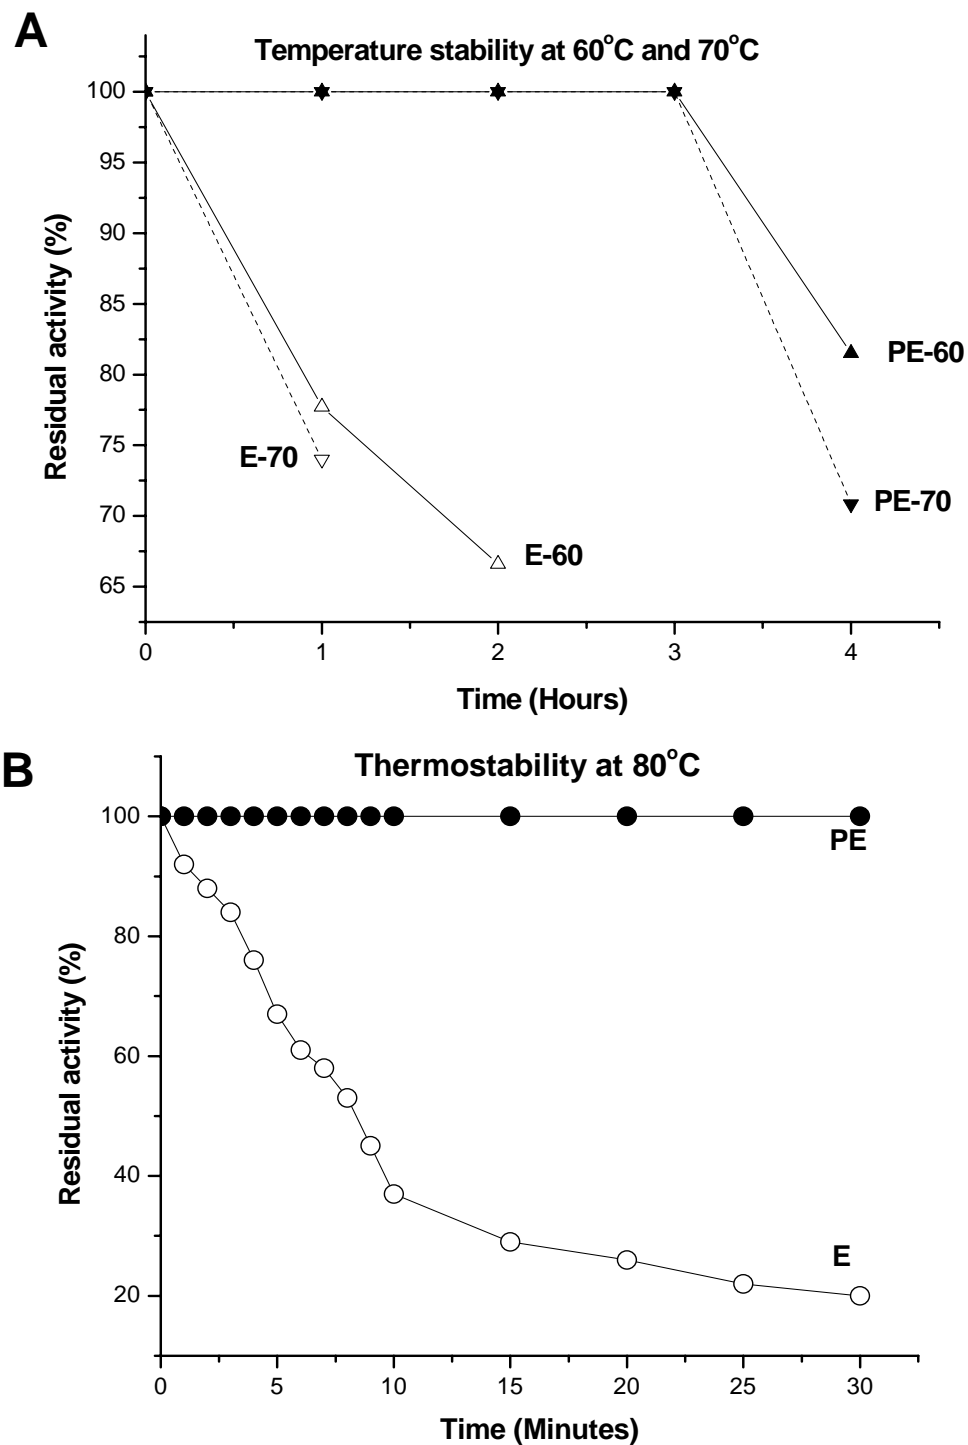 A
Temperature stability at 60°C and 70°C
100
95
90
85
80
75
70
65
Residual activity (%)
PE-60
E-70
PE-70
E-60
0 1 2 3 4
Time (Hours)
B
Thermostability at 80°C
100
80
60
40
20
Residual activity (%)
PE
E
0 5 10 15 20 25 30
Time (Minutes)